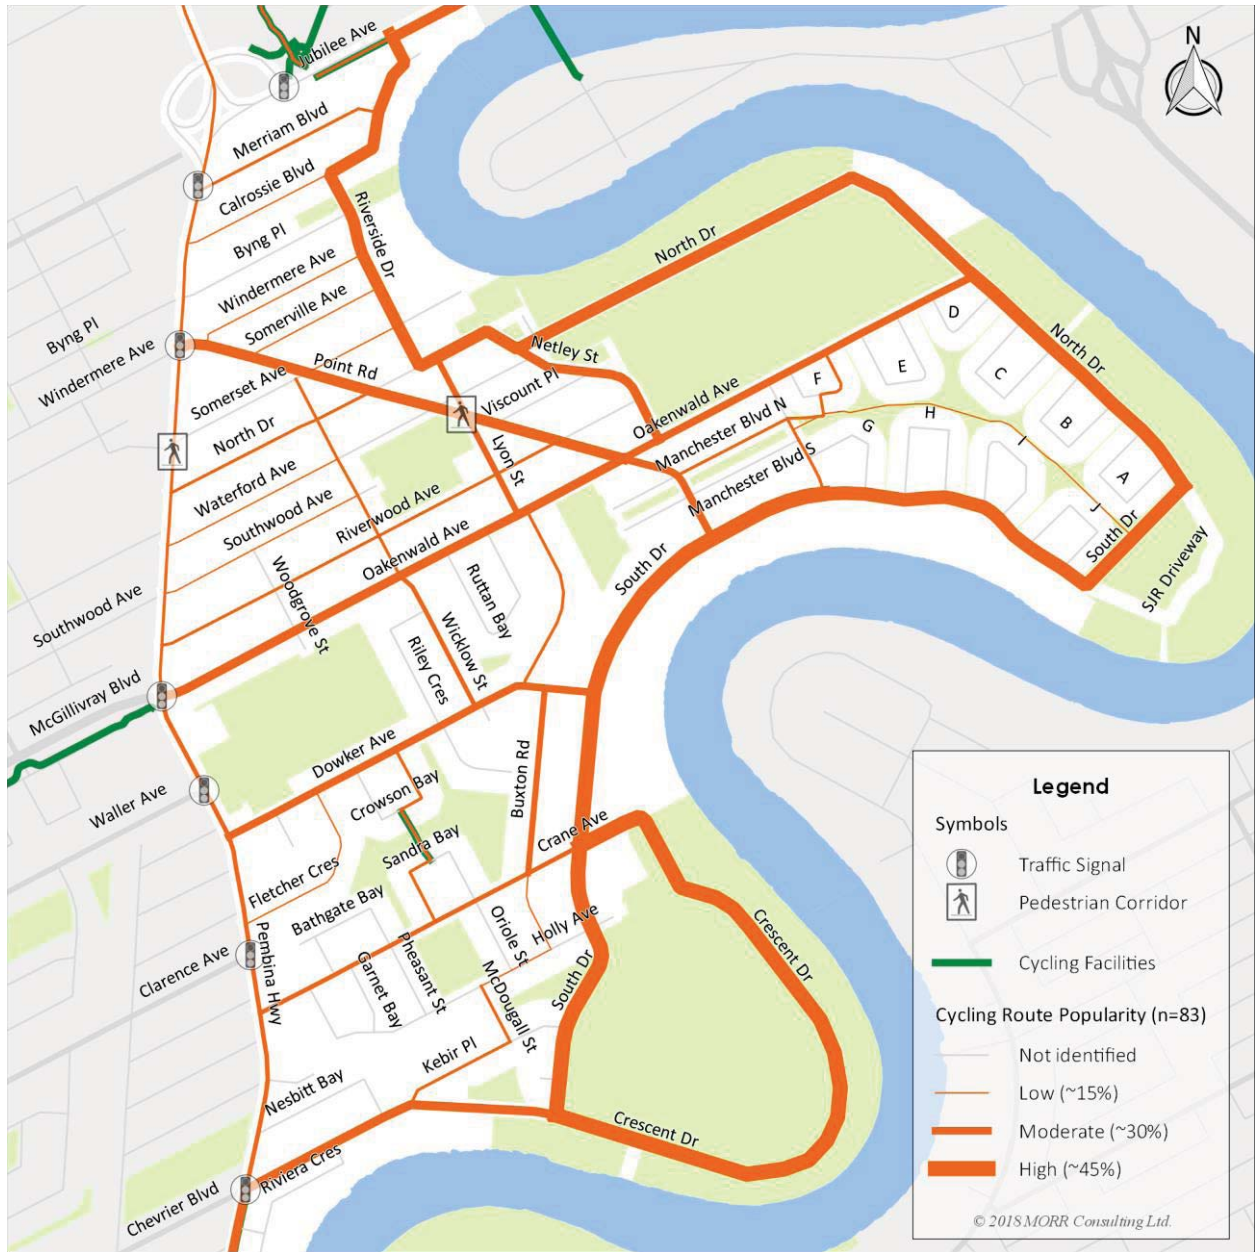 N
Jubilee Ave
Merriam Blvd
Calrossie Blvd
Byng Pl
Riverside Dr
Windermere Ave
Somerville Ave
North Dr
Byng Pl
Windermere Ave
Point Rd
Netley St
North Dr
D
E
C
F
B
A
Somerset Ave
Viscount Pl
North Dr
Oakenwald Ave
Manchester Blvd N
H
G
I
J
Manchester Blvd S
Lyon St
Waterford Ave
Southwood Ave
Riverwood Ave
Oakenwald Ave
South Dr
South Dr
SJR Driveway
Woodgrove St
Ruttan Bay
Southwood Ave
Riley Cres
Wicklow St
McGillivray Blvd
Dowker Ave
Buxton Rd
Waller Ave
Crowson Bay
Crane Ave
Sandra Bay
Fletcher Cres
Bathgate Bay
Oriole St
Holly Ave
Crescent Dr
Clarence Ave
Pembina Hwy
Garnet Bay
Pheasant St
McDougall St
South Dr
Kebir Pl
Nesbitt Bay
Crescent Dr
Riviera Cres
Chevrier Blvd
Legend
Symbols
Traffic Signal
Pedestrian Corridor
Cycling Facilities
Cycling Route Popularity (n=83)
Not identified
Low (~15%)
Moderate (~30%)
High (~45%)
© 2018 MORR Consulting Ltd.